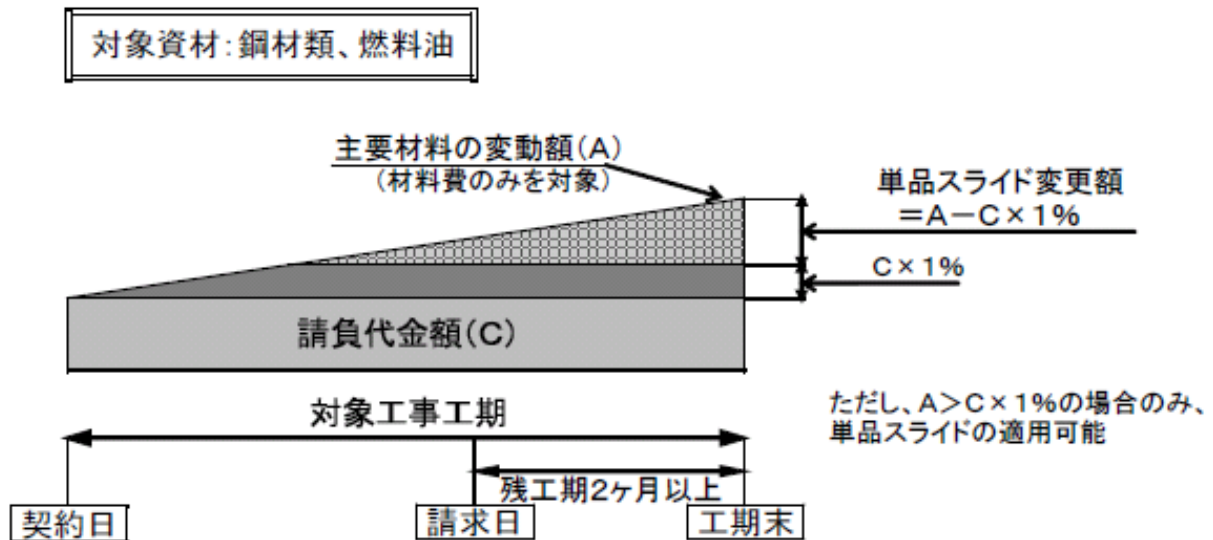 対象資材:鋼材類、燃料油
主要材料の変動額(A)
(材料費のみを対象)
単品スライド変更額
=A-C×1%
C×1%
請負代金額(C)
対象工事工期
ただし、A>C×1%の場合のみ、
単品スライドの適用可能
残工期2ヶ月以上
契約日
請求日
工期末